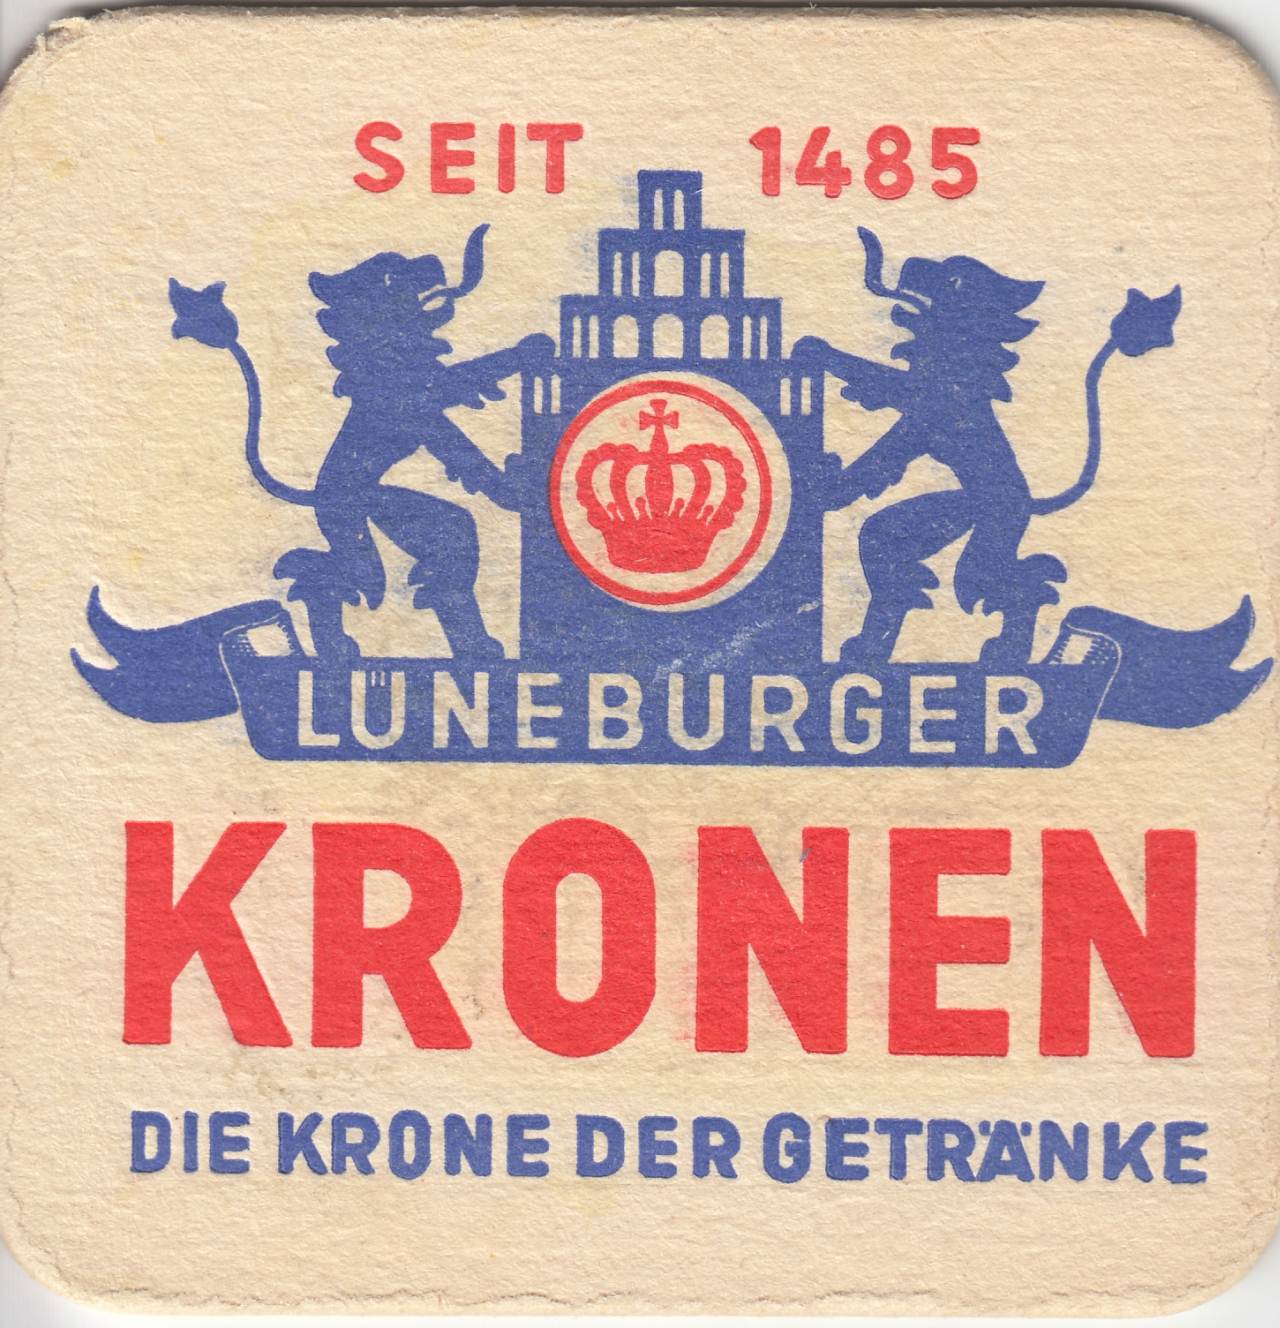 SEIT 1485
LÜNEBURGER
KRONEN
DIE KRONE DER GETRÄNKE